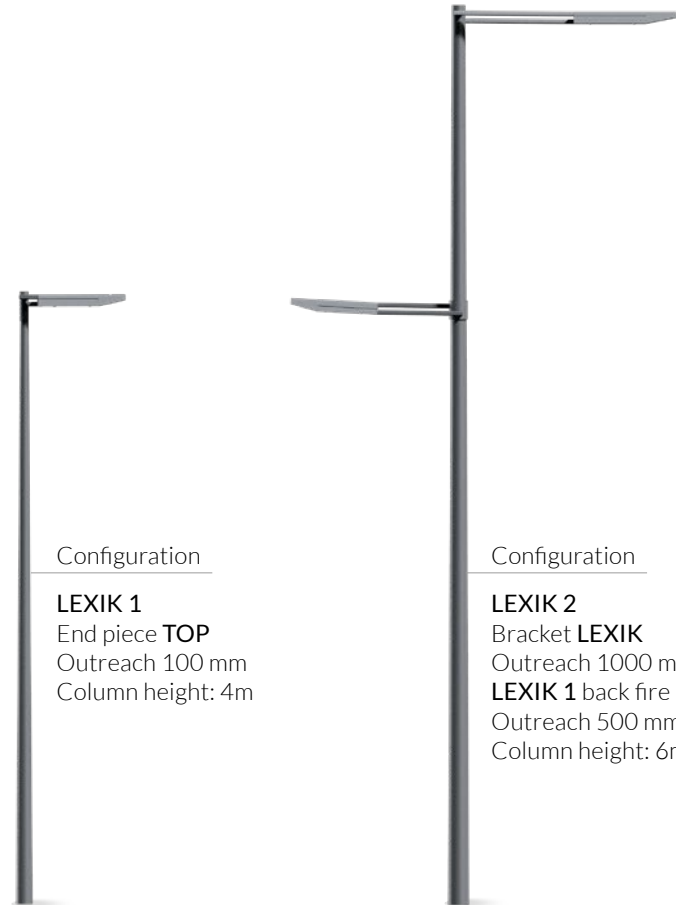 Configuration
LEXIK 1
End piece TOP
Outreach 100 mm
Column height: 4m
Configuration
LEXIK 2
Bracket LEXIK
Outreach 1000 m
LEXIK 1 back fire
Outreach 500 mm
Column height: 6